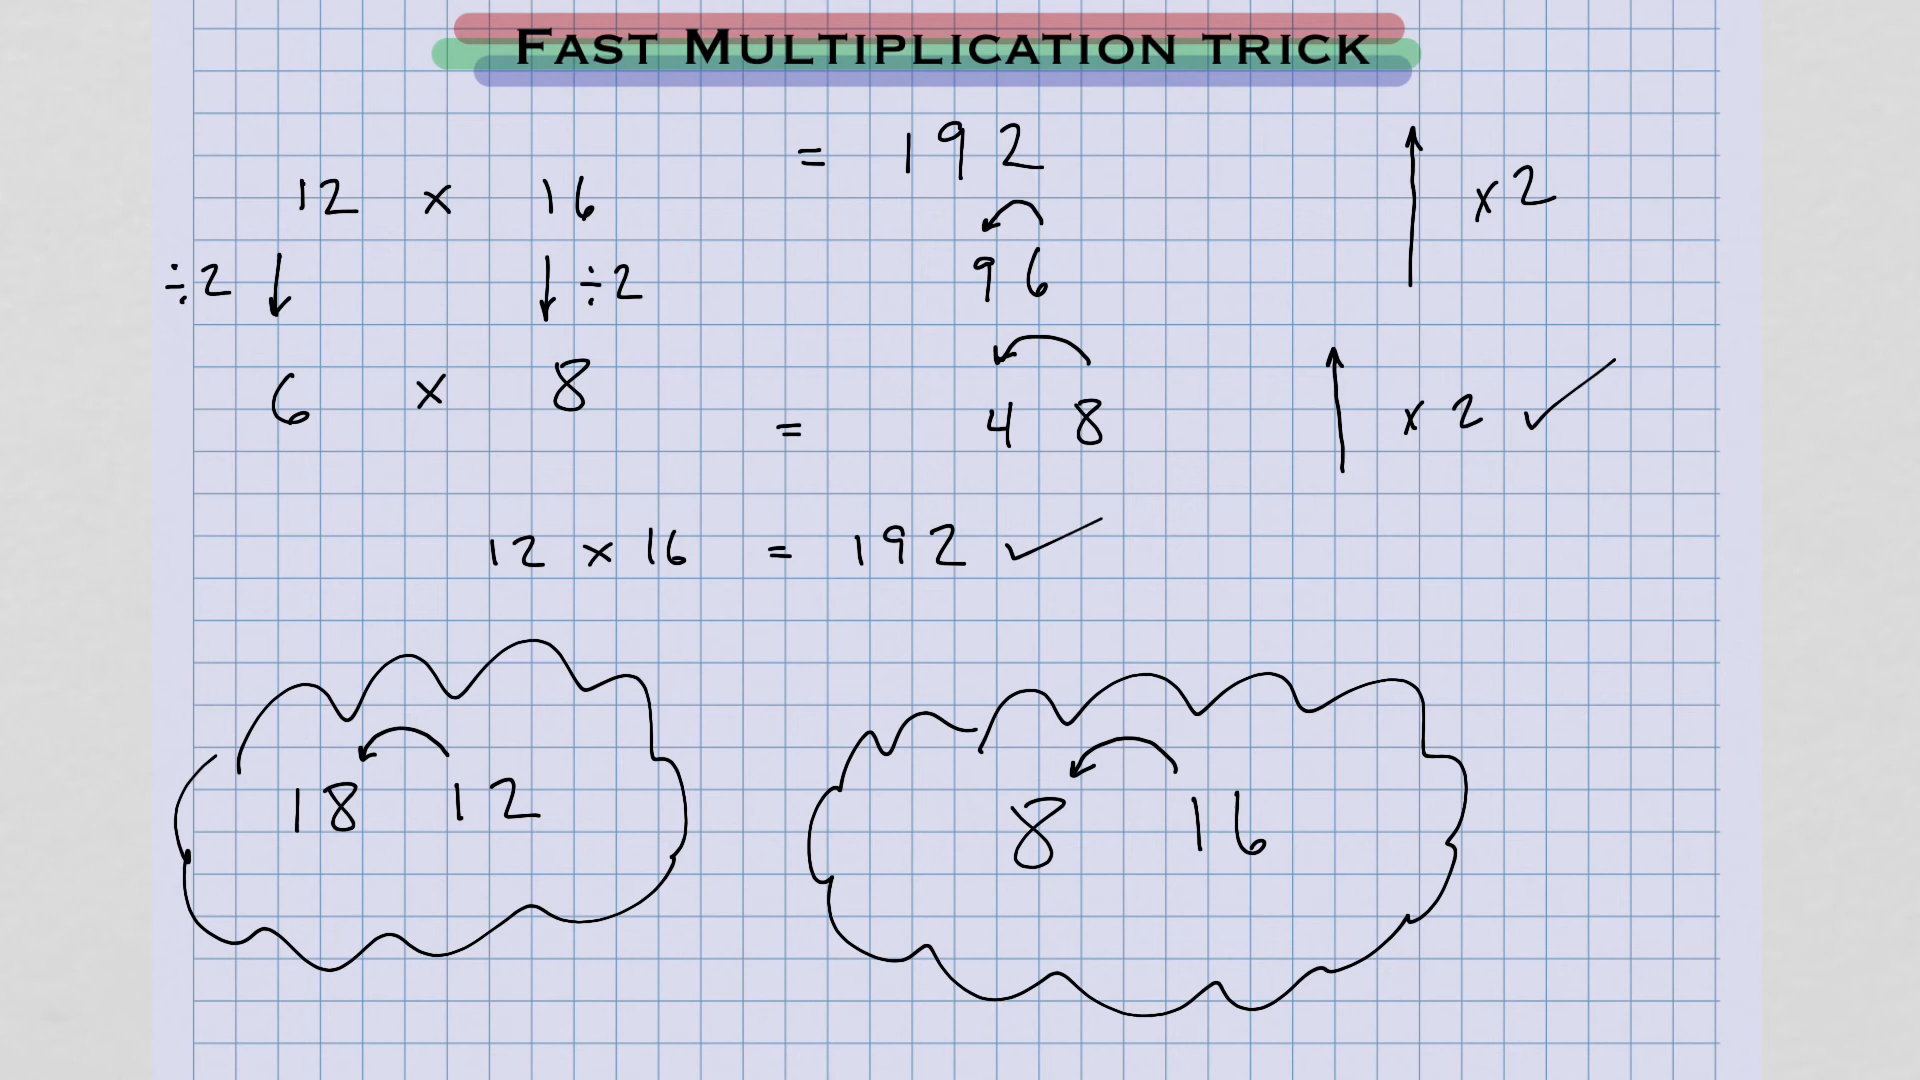 FAST MULTIPLICATION TRICK
= 192
12 x 16
x2
÷2 ÷2
96
6 x 8
= 48
x 2
12 x 16 = 192
18 12
8 16